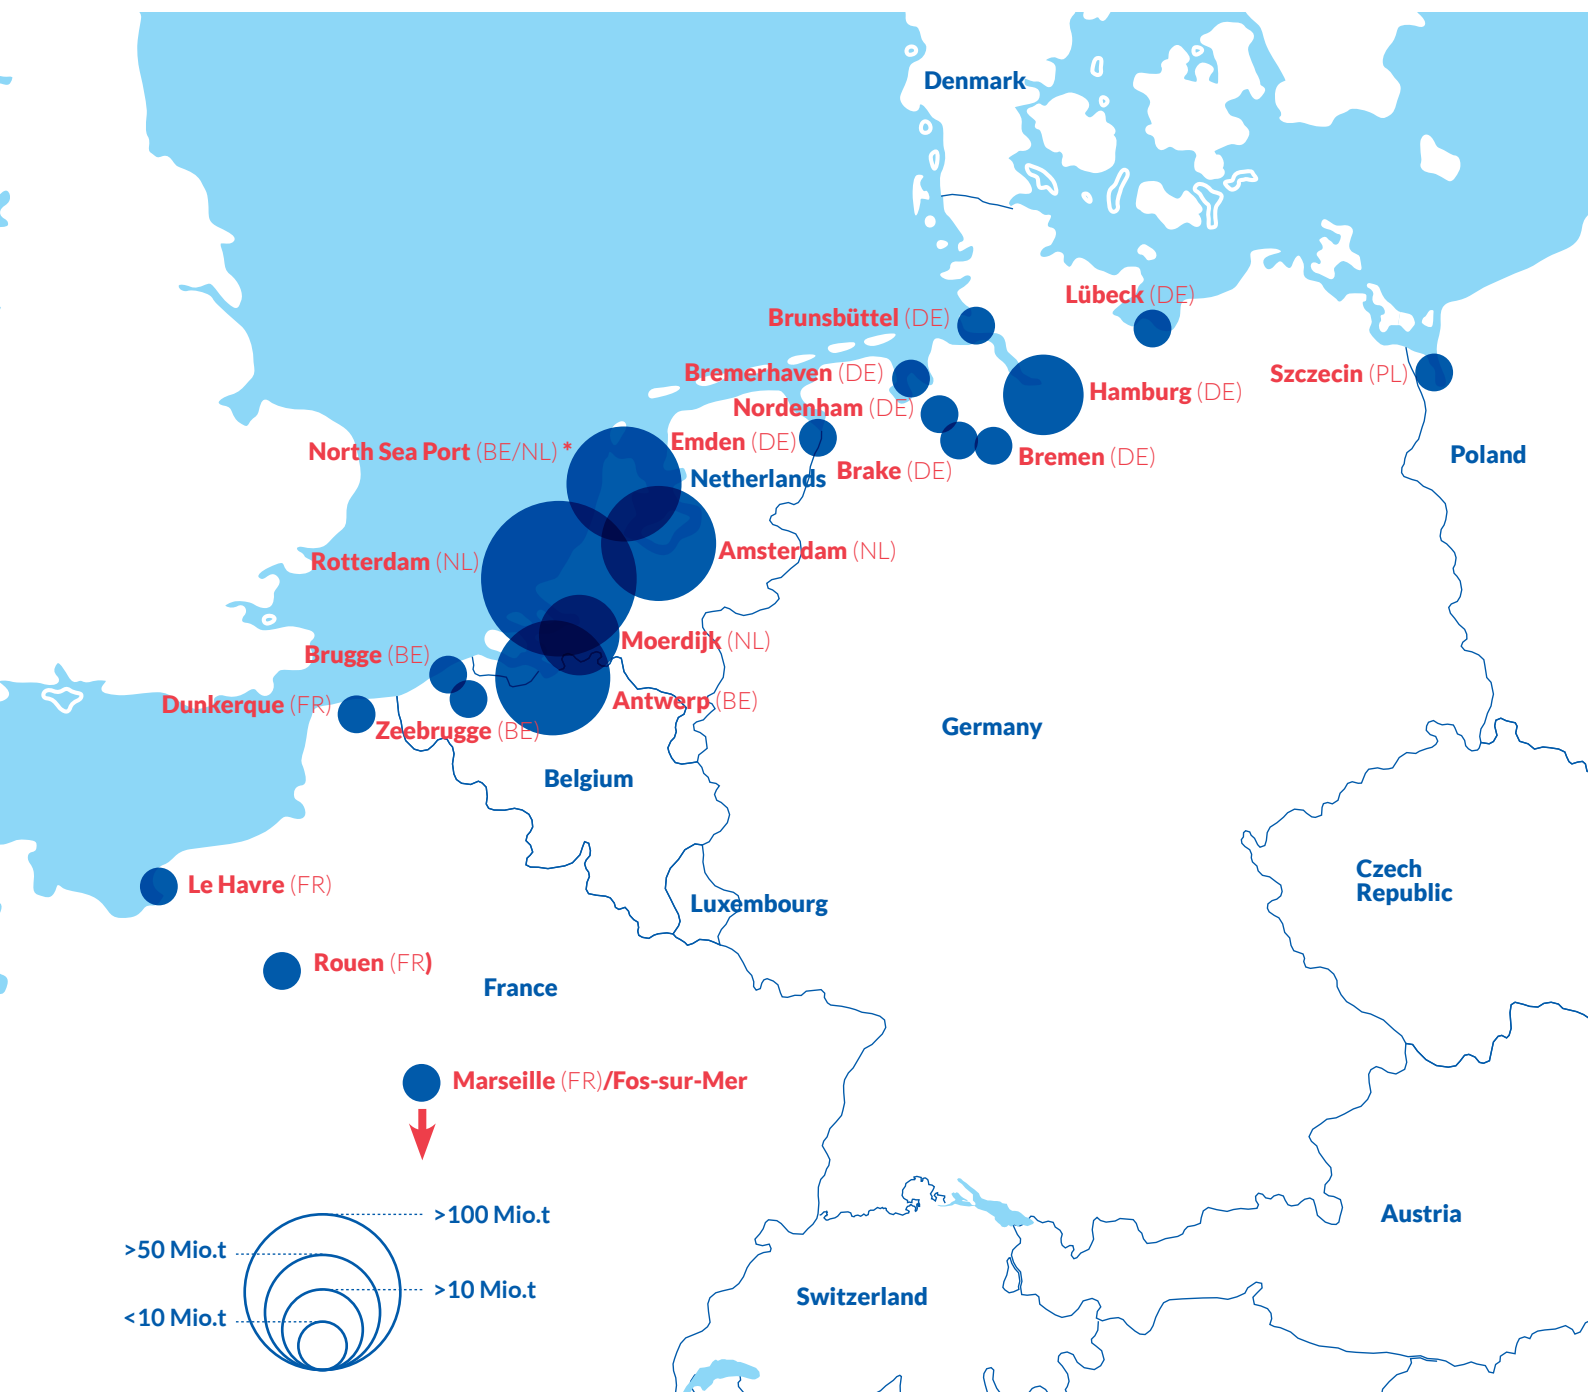 Denmark
Lübeck (DE)
Brunsbüttel (DE)
Bremerhaven (DE)
Szczecin (PL)
Hamburg (DE)
Nordenham (DE)
North Sea Port (BE/NL) *
Emden (DE)
Brake (DE)
Bremen (DE)
Poland
Netherlands
Rotterdam (NL)
Amsterdam (NL)
Moerdijk (NL)
Brugge (BE)
Dunkerque (FR)
Antwerp (BE)
Zeebrugge (BE)
Germany
Belgium
Czech
Republic
Le Havre (FR)
Luxembourg
Rouen (FR)
France
Marseille (FR)/Fos-sur-Mer
>100 Mio.t
>50 Mio.t
>10 Mio.t
<10 Mio.t
Austria
Switzerland